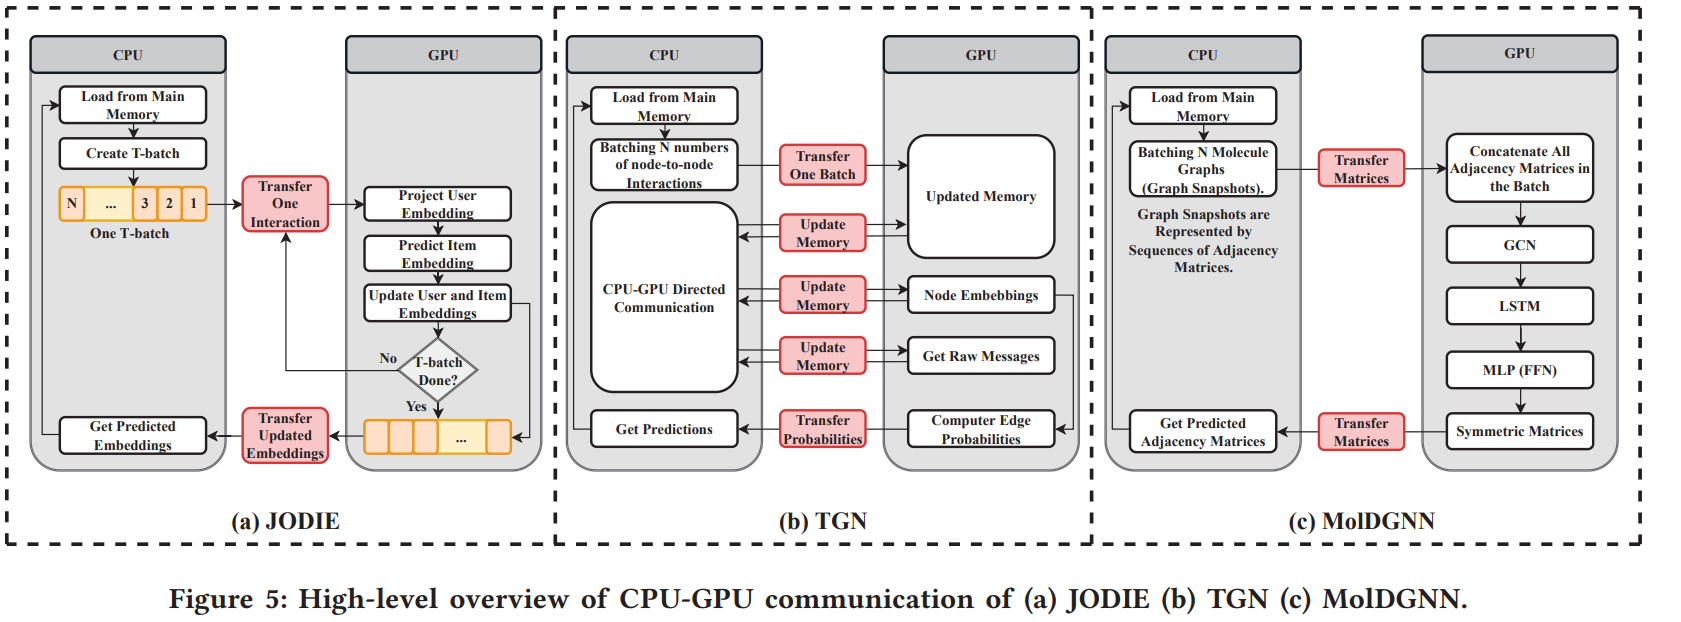 CPU
Load from Main
Memory
Create T-batch
N ... 3 2 1
One T-batch
Get Predicted
Embeddings
Transfer
One
Interaction
Transfer
Updated
Embeddings
GPU
Project User
Embedding
Predict Item
Embedding
Update User and Item
Embeddings
No
T-batch
Done?
Yes
...
(a) JODIE
CPU
Load from Main
Memory
Batching N numbers
of node-to-node
Interactions
CPU-GPU Directed
Communication
Get Predictions
Transfer
One Batch
Update
Memory
Update
Memory
Update
Memory
Transfer
Probabilities
GPU
Updated Memory
Node Embebbings
Get Raw Messages
Computer Edge
Probabilities
(b) TGN
CPU
Load from Main
Memory
Batching N Molecule
Graphs
(Graph Snapshots).
Graph Snapshots are
Represented by
Sequences of Adjacency
Matrices.
Get Predicted
Adjacency Matrices
Transfer
Matrices
Transfer
Matrices
GPU
Concatenate All
Adjacency Matrices in
the Batch
GCN
LSTM
MLP (FFN)
Symmetric Matrices
(c) MolDGNN
Figure 5: High-level overview of CPU-GPU communication of (a) JODIE (b) TGN (c) MolDGNN.